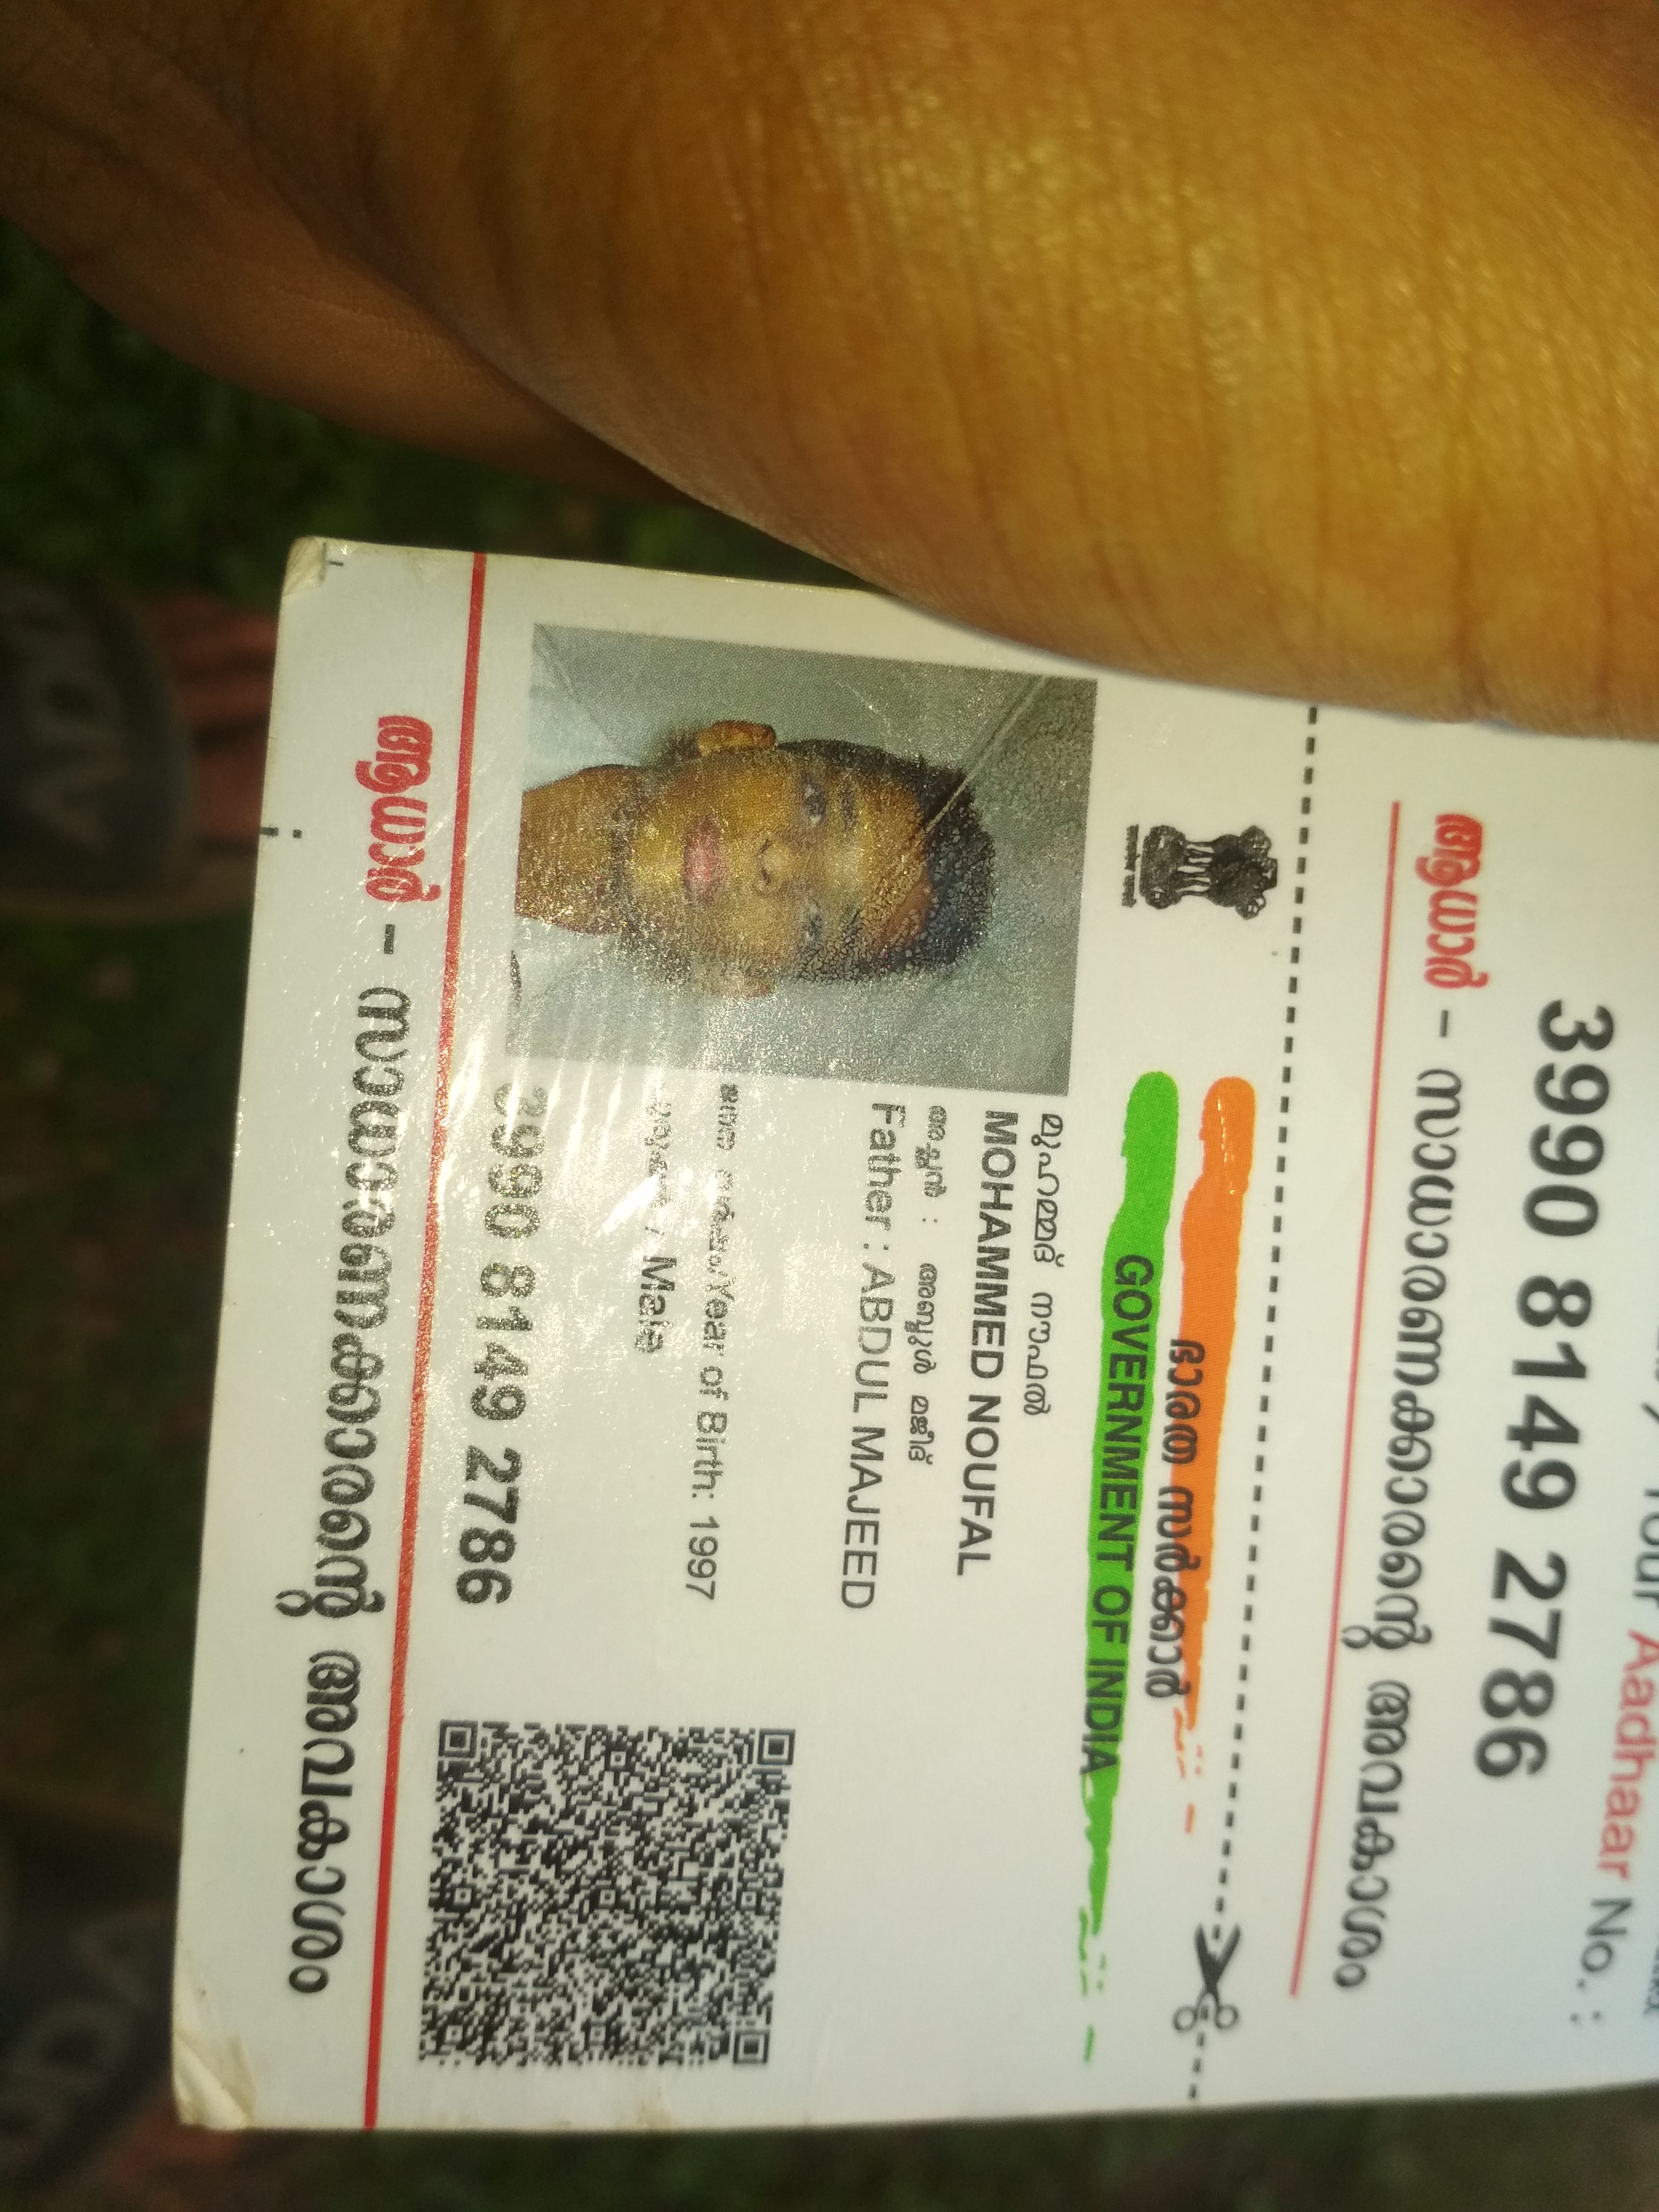 Your Aadhaar No. :
3990 8149 2786
ആധാർ – സാധാരണക്കാരന്റെ അവകാശം
ഭാരത സർക്കാർ
GOVERNMENT OF INDIA
മുഹമ്മദ് നൗഫൽ
MOHAMMED NOUFAL
അച്ഛൻ : അബ്ദുൾ മജീദ്
Father : ABDUL MAJEED
ജനന വർഷം/Year of Birth: 1997
പുരുഷൻ / Male
3990 8149 2786
ആധാർ – സാധാരണക്കാരന്റെ അവകാശം